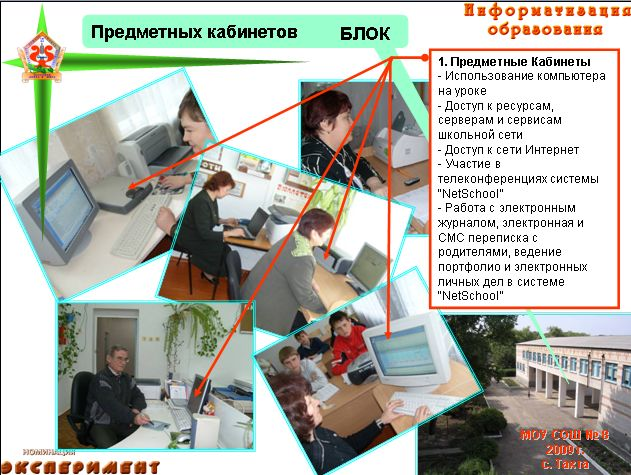 Информатизация
образования
Предметных кабинетов БЛОК
1. Предметные Кабинеты
- Использование компьютера
на уроке
- Доступ к ресурсам,
серверам и сервисам
школьной сети
- Доступ к сети Интернет
- Участие в
телеконференциях системы
"NetSchool"
- Работа с электронным
журналом, электронная и
СМС переписка с
родителями, ведение
портфолио и электронных
личных дел в системе
"NetSchool"
МОУ СОШ № 8
2009 г.
с. Тахта
НОМИНАЦИЯ
ЭКСПЕРИМЕНТ